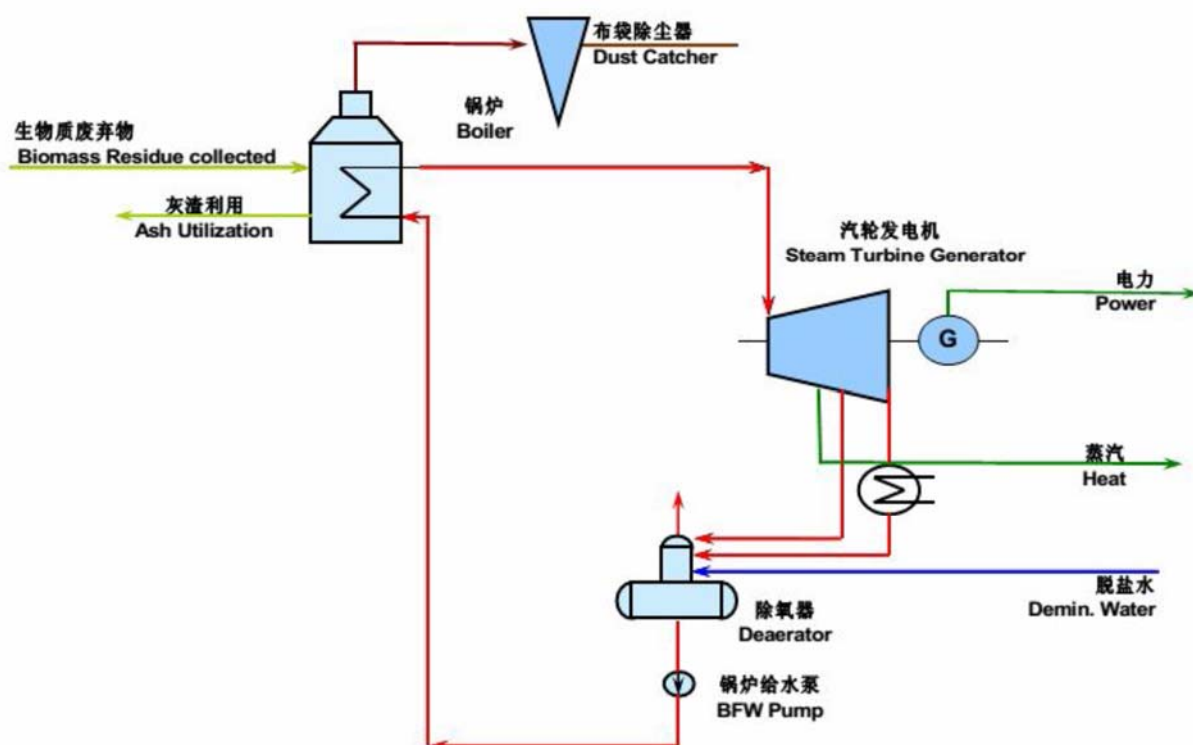 布袋除尘器
Dust Catcher
锅炉
Boiler
生物质废弃物
Biomass Residue collected
灰渣利用
Ash Utilization
汽轮发电机
Steam Turbine Generator
电力
Power
G
蒸汽
Heat
脱盐水
Demin. Water
除氧器
Deaerator
锅炉给水泵
BFW Pump